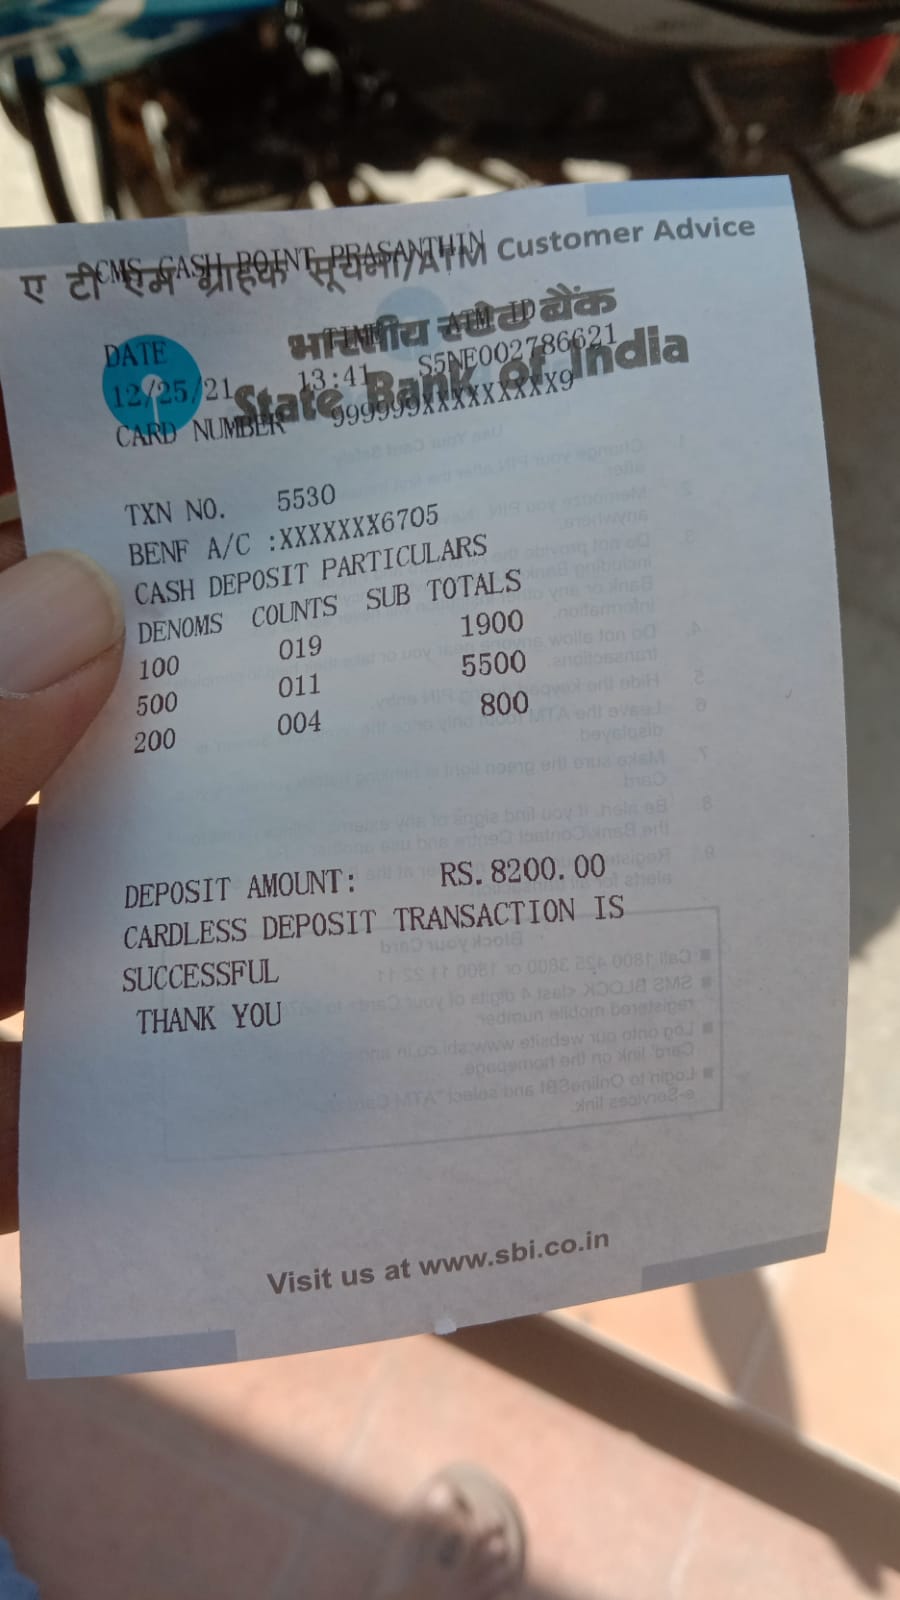 CMS CASH POINT PRASANTHIN
ए टी एम ग्राहक सूचना/ATM Customer Advice
भारतीय स्टेट बैंक
State Bank of India
DATE TIME ATM ID
12/25/21 13:41 S5NE002786621
CARD NUMBER 999999XXXXXXXXX9
TXN NO. 5530
BENF A/C :XXXXXXX6705
CASH DEPOSIT PARTICULARS
DENOMS COUNTS SUB TOTALS
100 019 1900
500 011 5500
200 004 800
DEPOSIT AMOUNT: RS.8200.00
CARDLESS DEPOSIT TRANSACTION IS
SUCCESSFUL
THANK YOU
Visit us at www.sbi.co.in